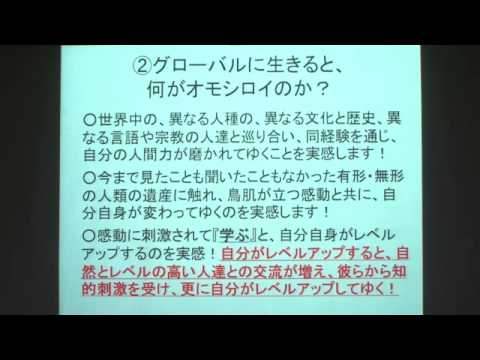 ②グローバルに生きると、
何がオモシロイのか？
〇世界中の、異なる人種の、異なる文化と歴史、異
なる言語や宗教の人達と巡り合い、同経験を通じ、
自分の人間力が磨かれてゆくことを実感します！
〇今まで見たことも聞いたこともなかった有形・無形
の人類の遺産に触れ、鳥肌が立つ感動と共に、自
分自身が変わってゆくのを実感します！
〇感動に刺激されて『学ぶ』と、自分自身がレベル
アップするのを実感！自分がレベルアップすると、自
然とレベルの高い人達との交流が増え、彼らから知
的刺激を受け、更に自分がレベルアップしてゆく！